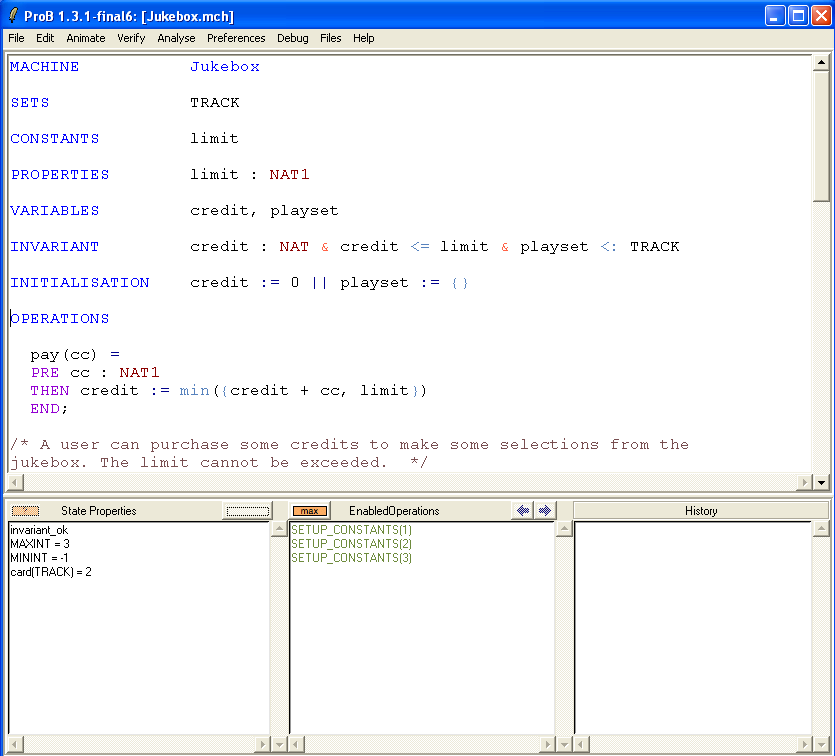 ProB 1.3.1-final6: [Jukebox.mch]
File Edit Animate Verify Analyse Preferences Debug Files Help
MACHINE Jukebox
SETS TRACK
CONSTANTS limit
PROPERTIES limit : NAT1
VARIABLES credit, playset
INVARIANT credit : NAT & credit <= limit & playset <: TRACK
INITIALISATION credit := 0 || playset := {}
OPERATIONS
pay(cc) =
PRE cc : NAT1
THEN credit := min({credit + cc, limit})
END;
/* A user can purchase some credits to make some selections from the
jukebox. The limit cannot be exceeded. */
State Properties max EnabledOperations History
invariant_ok
MAXINT = 3
MININT = -1
card(TRACK) = 2
SETUP_CONSTANTS(1)
SETUP_CONSTANTS(2)
SETUP_CONSTANTS(3)